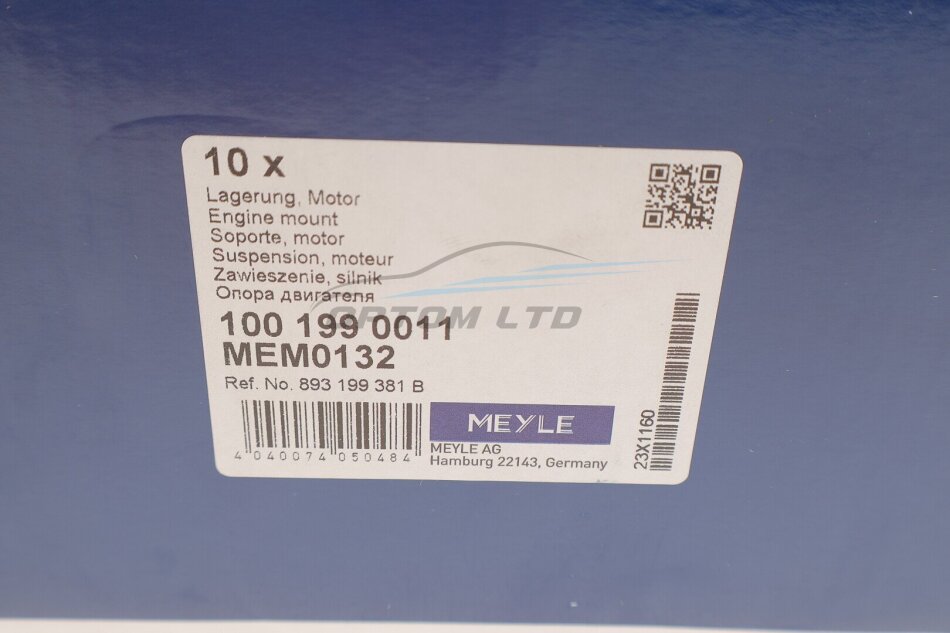 10 x
Lagerung, Motor
Engine mount
Soporte, motor
Suspension, moteur
Zawieszenie, silnik
Опора двигателя
OPTOM LTD
100 199 0011
MEM0132
Ref. No. 893 199 381 B
4 040074 050484
MEYLE
MEYLE AG
Hamburg 22143, Germany
23X1160